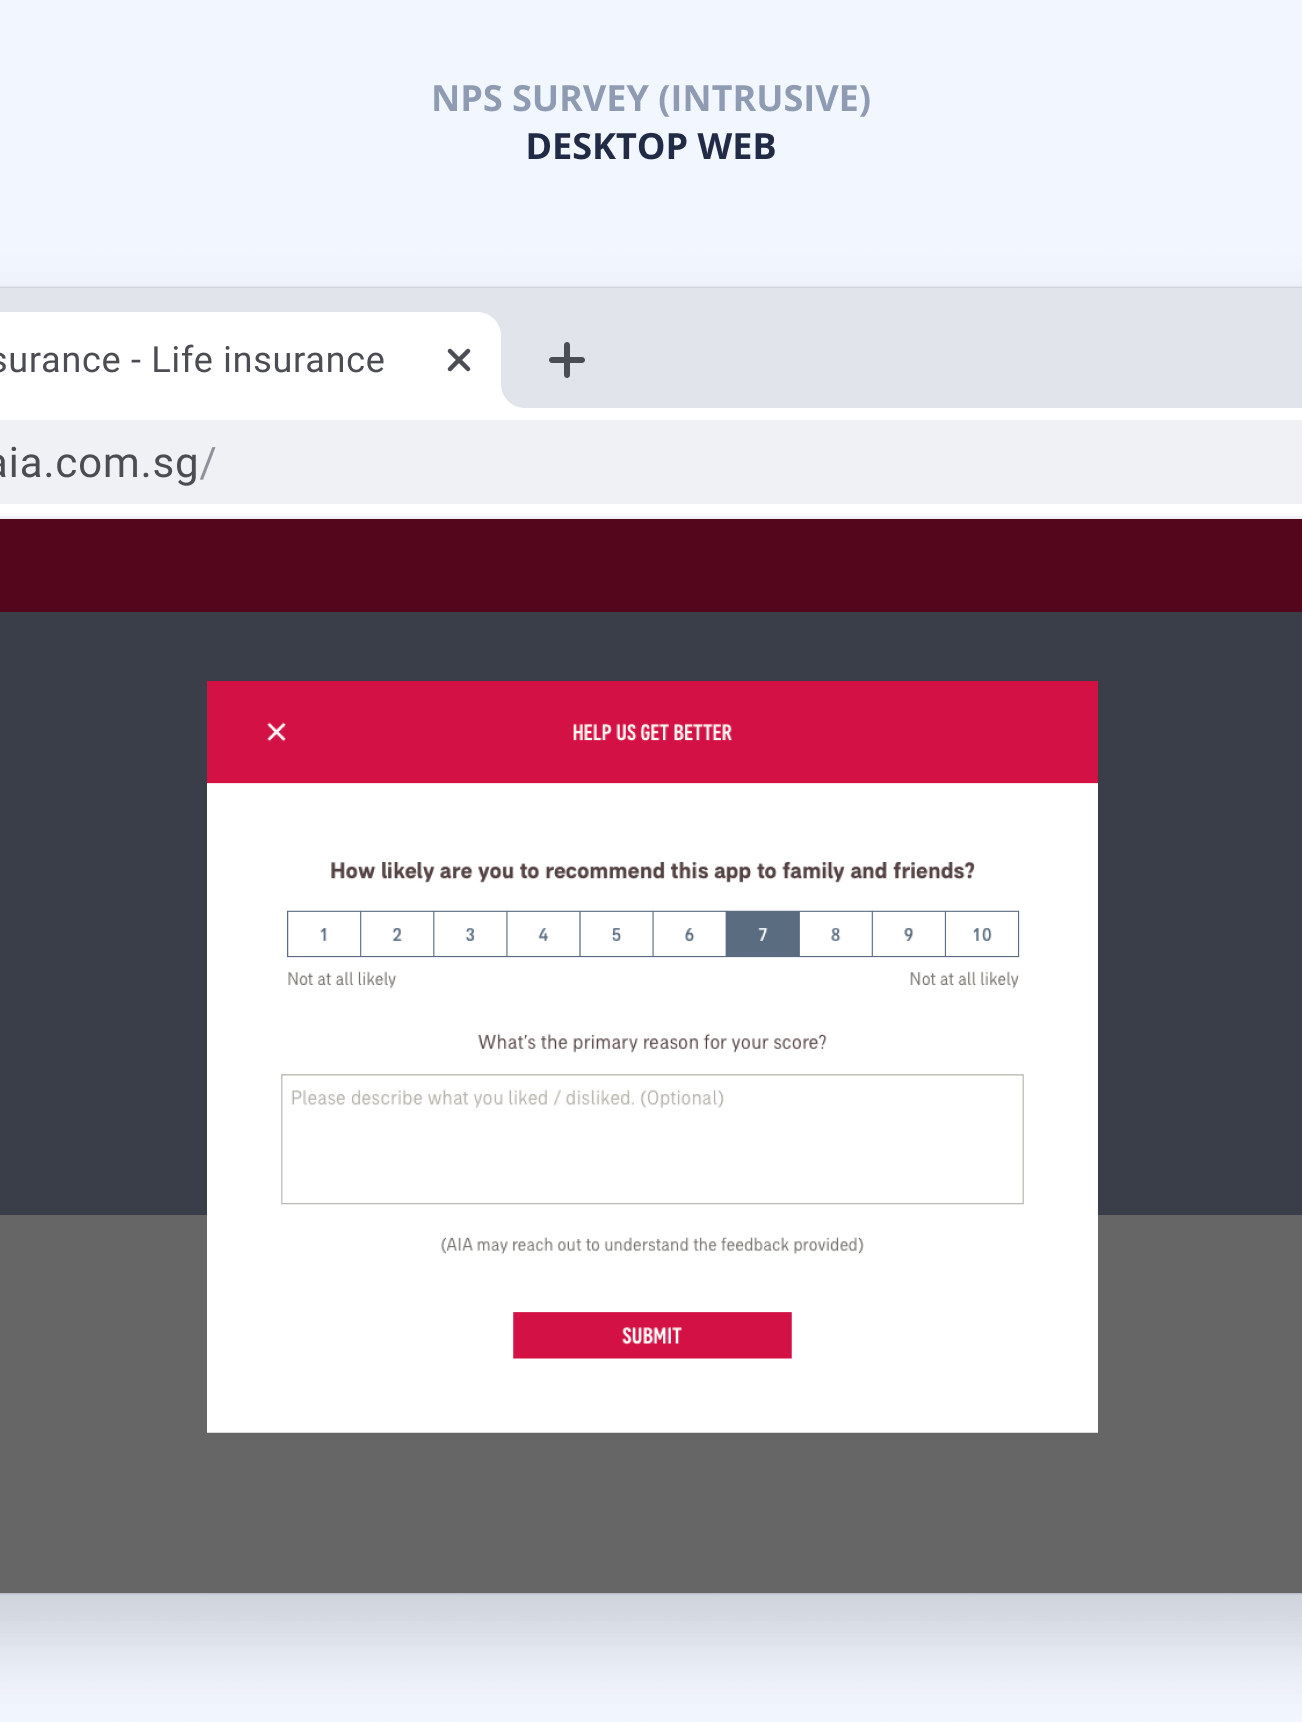 NPS SURVEY (INTRUSIVE)
DESKTOP WEB
surance - Life insurance
aia.com.sg/
HELP US GET BETTER
How likely are you to recommend this app to family and friends?
1 2 3 4 5 6 7 8 9 10
Not at all likely Not at all likely
What's the primary reason for your score?
Please describe what you liked / disliked. (Optional)
(AIA may reach out to understand the feedback provided)
SUBMIT